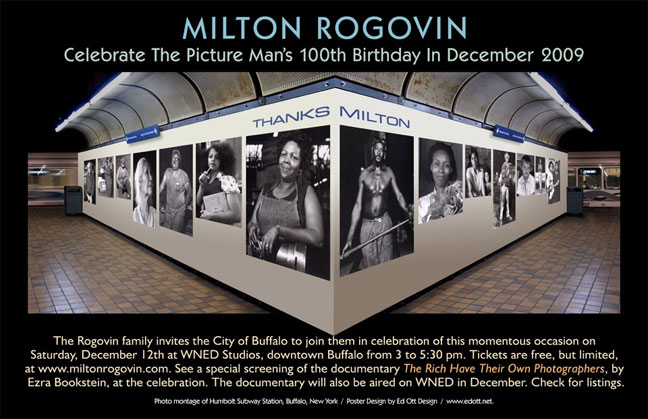 MILTON ROGOVIN
Celebrate The Picture Man's 100th Birthday In December 2009
THANKS MILTON
The Rogovin family invites the City of Buffalo to join them in celebration of this momentous occasion on
Saturday, December 12th at WNED Studios, downtown Buffalo from 3 to 5:30 pm. Tickets are free, but limited,
at www.miltonrogovin.com. See a special screening of the documentary The Rich Have Their Own Photographers, by
Ezra Bookstein, at the celebration. The documentary will also be aired on WNED in December. Check for listings.
Photo montage of Humbolt Subway Station, Buffalo, New York / Poster Design by Ed Ott Design / www.edott.net.